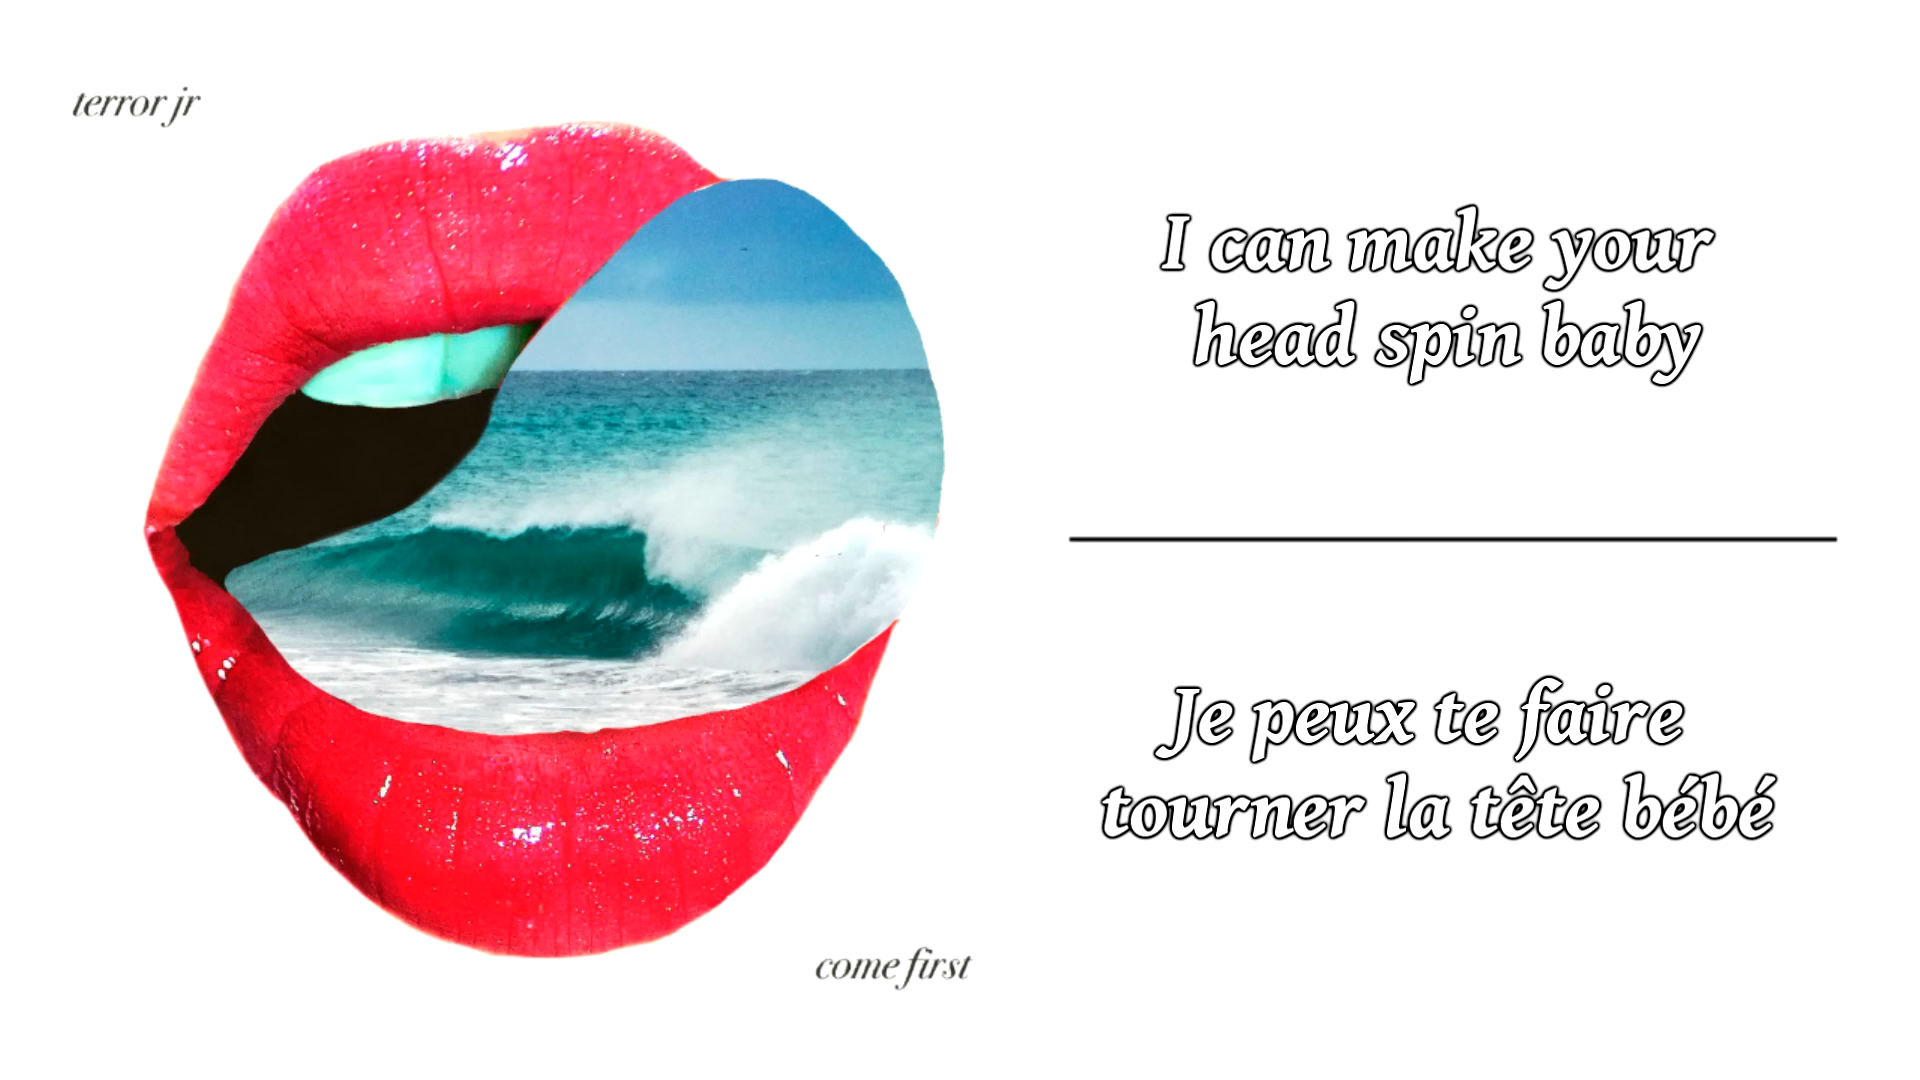 terror jr
I can make your
head spin baby
Je peux te faire
tourner la tête bébé
come first